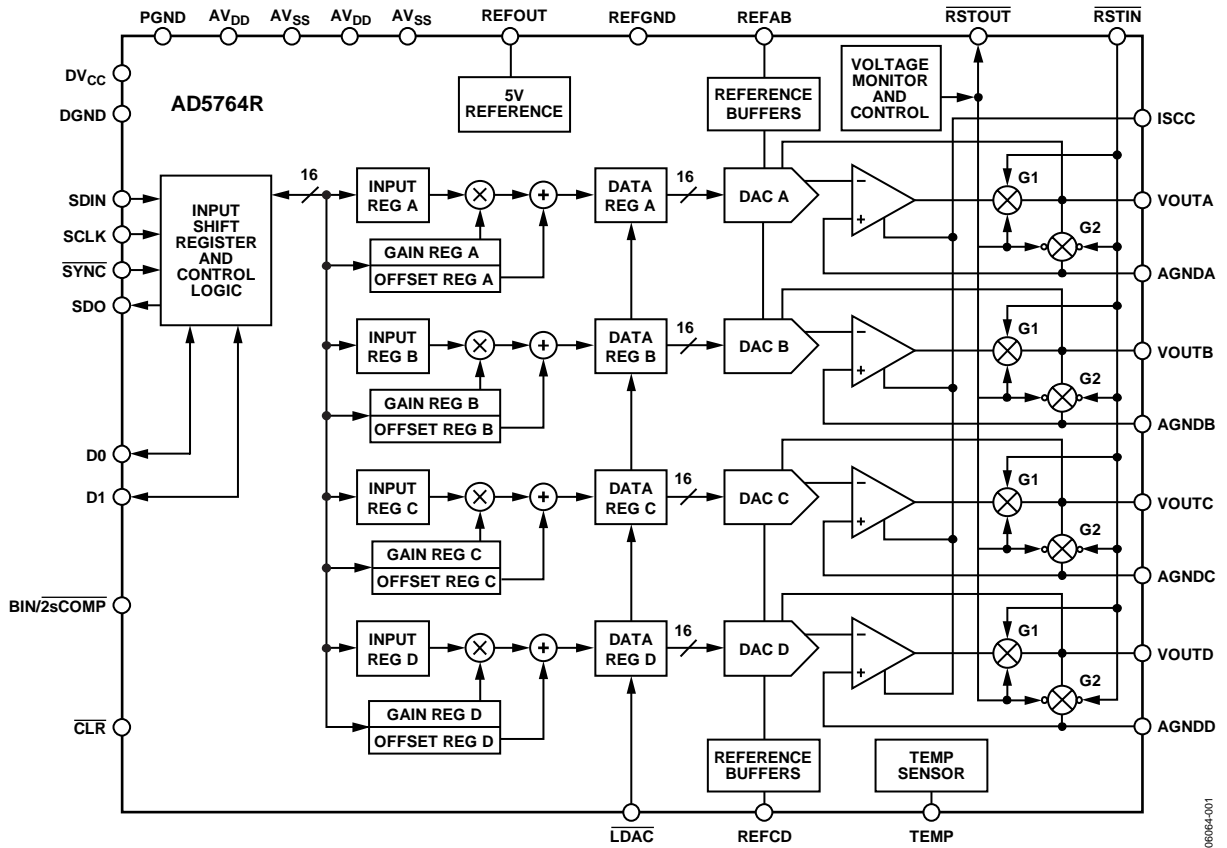 PGND AVDD AVSS AVDD AVSS REFOUT REFGND REFAB RSTOUT RSTIN
DVCC
DGND
AD5764R
5V
REFERENCE
REFERENCE
BUFFERS
VOLTAGE
MONITOR
AND
CONTROL
ISCC
SDIN
SCLK
SYNC
SDO
INPUT
SHIFT
REGISTER
AND
CONTROL
LOGIC
16
INPUT
REG A
×
+
DATA
REG A
16
DAC A
−
+
G1
G2
VOUTA
AGNDA
GAIN REG A
OFFSET REG A
INPUT
REG B
×
+
DATA
REG B
16
DAC B
−
+
G1
G2
VOUTB
AGNDB
GAIN REG B
OFFSET REG B
D0
D1
INPUT
REG C
×
+
DATA
REG C
16
DAC C
−
+
G1
G2
VOUTC
AGNDC
GAIN REG C
OFFSET REG C
BIN/2sCOMP
INPUT
REG D
×
+
DATA
REG D
16
DAC D
−
+
G1
G2
VOUTD
AGNDD
GAIN REG D
OFFSET REG D
CLR
REFERENCE
BUFFERS
TEMP
SENSOR
LDAC REFCD TEMP
06064-001